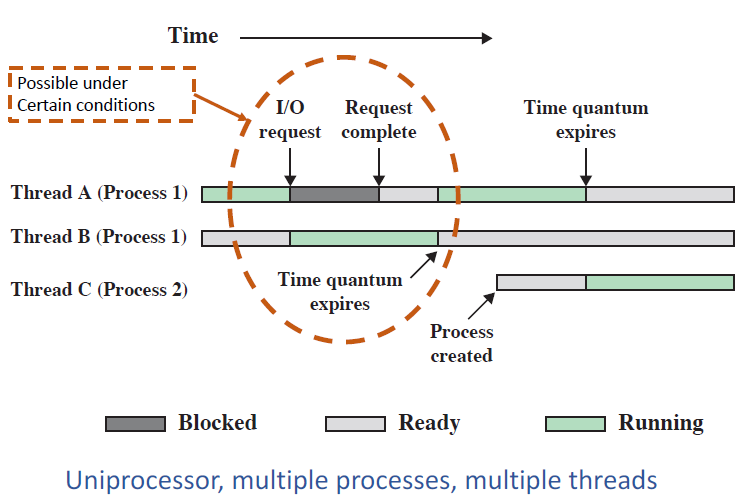 Time
Possible under
Certain conditions
I/O
request
Request
complete
Time quantum
expires
Thread A (Process 1)
Thread B (Process 1)
Time quantum
expires
Thread C (Process 2)
Process
created
Blocked
Ready
Running
Uniprocessor, multiple processes, multiple threads